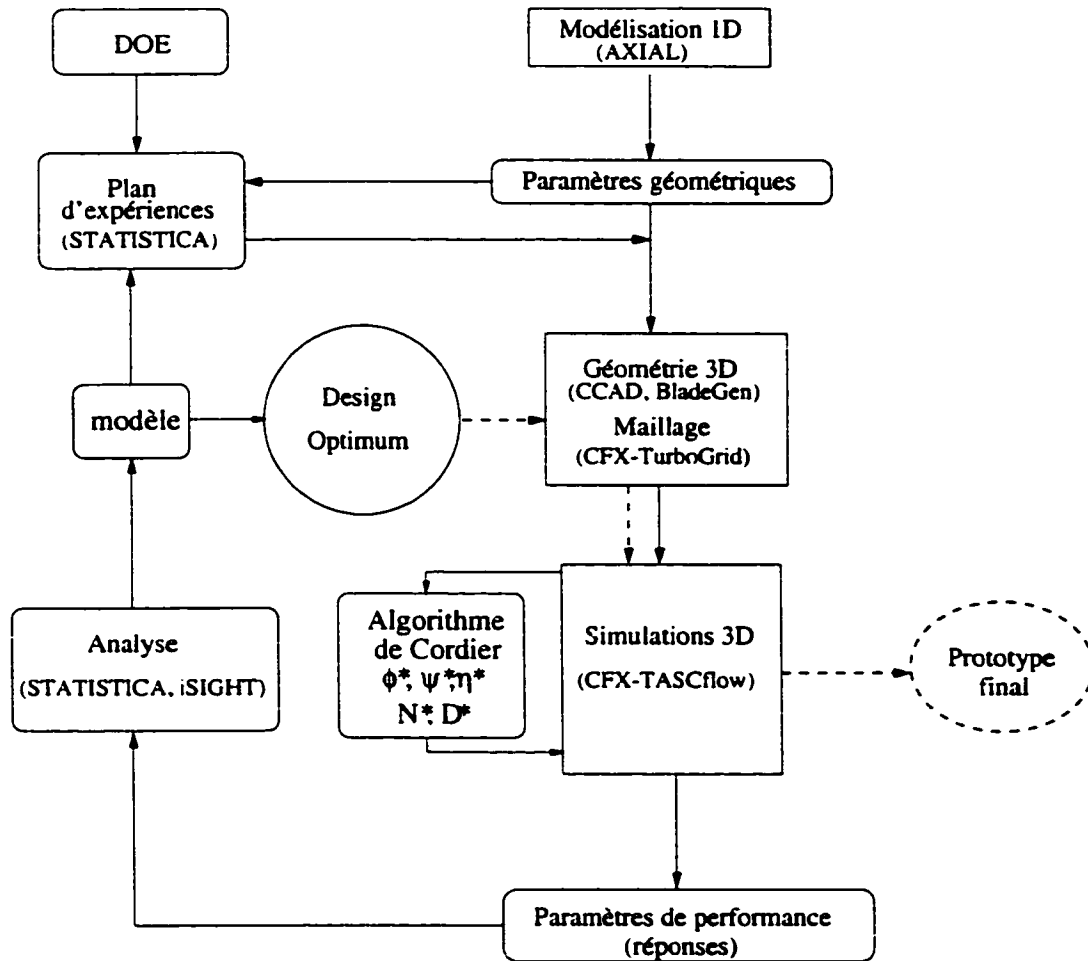 DOE
Modélisation 1D
(AXIAL)
Plan
d'expériences
(STATISTICA)
Paramètres géométriques
Géométrie 3D
(CCAD, BladeGen)
Maillage
(CFX-TurboGrid)
Design
Optimum
modèle
Analyse
(STATISTICA, iSIGHT)
Algorithme
de Cordier
ϕ*, ψ*,η*
N*, D*
Simulations 3D
(CFX-TASCflow)
Prototype
final
Paramètres de performance
(réponses)